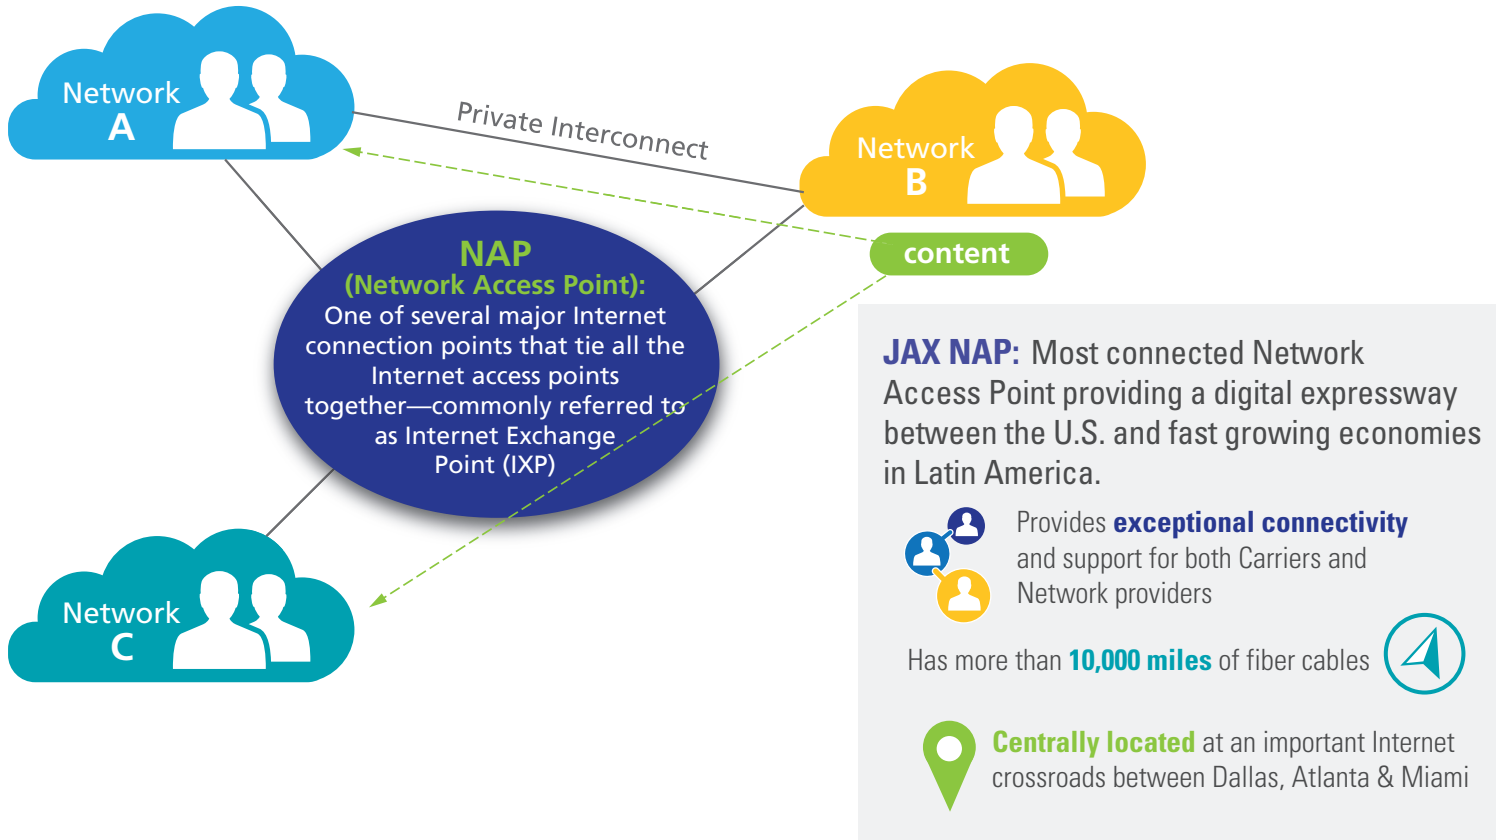 Network
A
Private Interconnect
Network
B
content
NAP
(Network Access Point):
One of several major Internet
connection points that tie all the
Internet access points
together—commonly referred to
as Internet Exchange
Point (IXP)
Network
C
JAX NAP: Most connected Network
Access Point providing a digital expressway
between the U.S. and fast growing economies
in Latin America.
Provides exceptional connectivity
and support for both Carriers and
Network providers
Has more than 10,000 miles of fiber cables
Centrally located at an important Internet
crossroads between Dallas, Atlanta & Miami